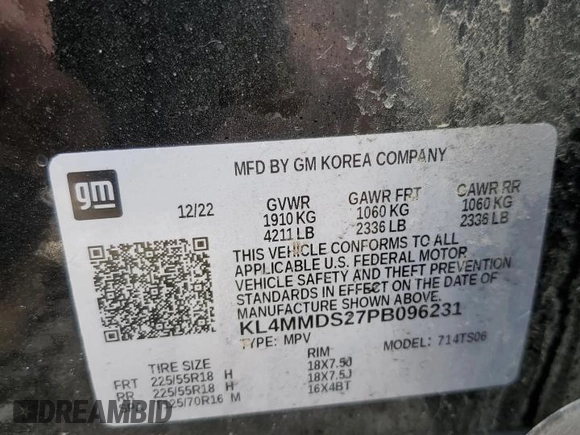 MFD BY GM KOREA COMPANY
gm
12/22
GVWR GAWR FRT GAWR RR
1910 KG 1060 KG 1060 KG
4211 LB 2336 LB 2336 LB
THIS VEHICLE CONFORMS TO ALL
APPLICABLE U.S. FEDERAL MOTOR
VEHICLE SAFETY AND THEFT PREVENTION
STANDARDS IN EFFECT ON THE DATE OF
MANUFACTURE SHOWN ABOVE.
KL4MMDS27PB096231
TYPE: MPV MODEL: 714TS06
TIRE SIZE RIM
FRT 225/55R18 H 18X7.5J
RR 225/55R18 H 18X7.5J
25/70R16 M 16X4BT
DREAMBID